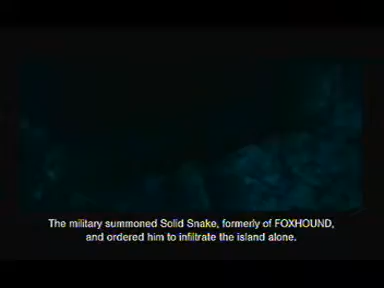 The military summoned Solid Snake, formerly of FOXHOUND,
and ordered him to infiltrate the island alone.